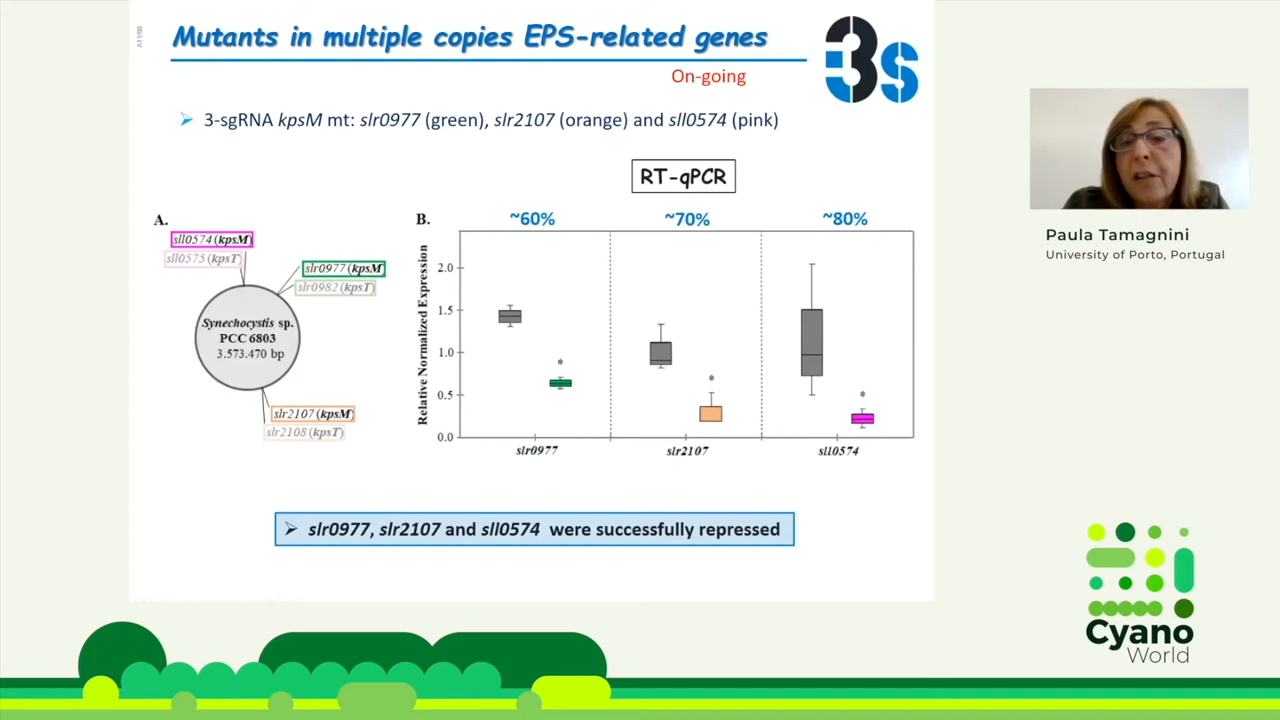 Mutants in multiple copies EPS-related genes
3s
On-going
➢ 3-sgRNA kpsM mt: slr0977 (green), slr2107 (orange) and sll0574 (pink)
RT-qPCR
A.
sll0574 (kpsM)
sll0575 (kpsT)
slr0977 (kpsM)
slr0982 (kpsT)
Synechocystis sp.
PCC 6803
3.573.470 bp
slr2107 (kpsM)
slr2108 (kpsT)
B.
~60% ~70% ~80%
Relative Normalized Expression
2.0
1.5
1.0
0.5
0.0
* * *
slr0977 slr2107 sll0574
➢ slr0977, slr2107 and sll0574 were successfully repressed
Paula Tamagnini
University of Porto, Portugal
Cyano
World